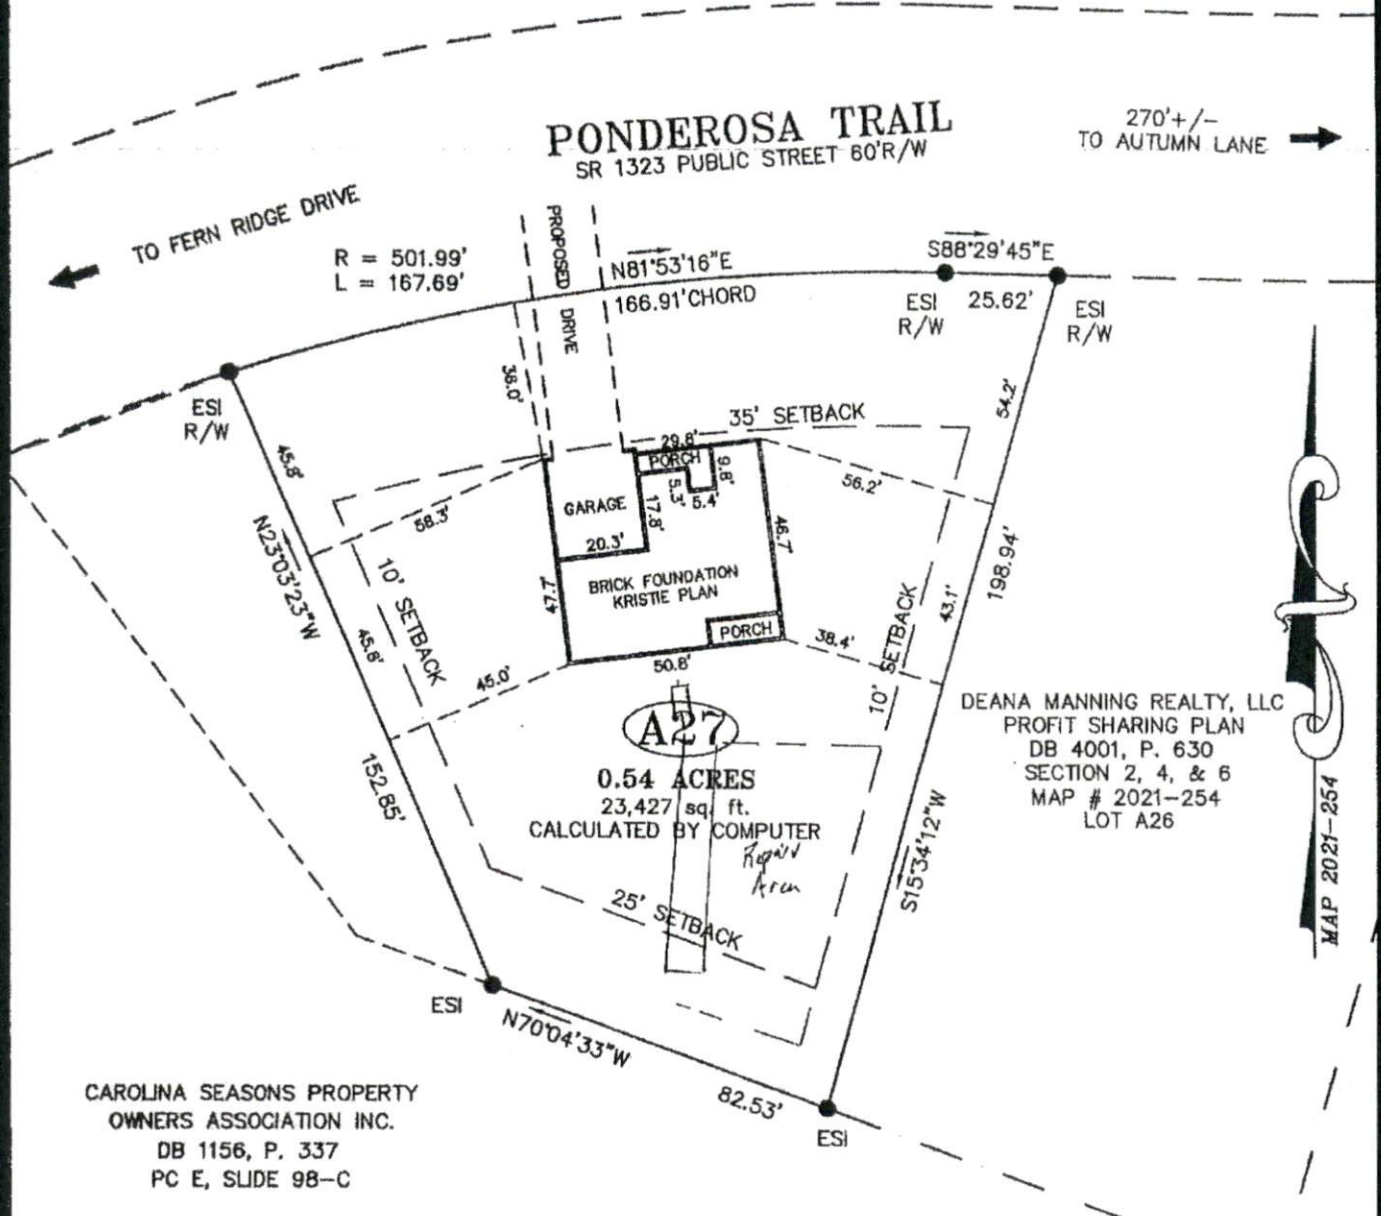 PONDEROSA TRAIL
SR 1323 PUBLIC STREET 60'R/W
270'+/-
TO AUTUMN LANE
TO FERN RIDGE DRIVE
R = 501.99'
L = 167.69'
PROPOSED DRIVE
N81°53'16"E
166.91'CHORD
S88°29'45"E
25.62'
ESI
R/W
ESI
R/W
ESI
R/W
38.0'
54.2'
35' SETBACK
29.8'
PORCH
9.8'
5.3'
5.4'
17.8'
GARAGE
20.3'
45.8'
58.3'
56.2'
46.7'
47.7'
BRICK FOUNDATION
KRISTIE PLAN
PORCH
50.8'
N23°03'23"W
10' SETBACK
45.8'
45.0'
38.4'
43.1'
198.94'
10' SETBACK
152.85'
A27
0.54 ACRES
23,427 sq. ft.
CALCULATED BY COMPUTER
Area
25' SETBACK
S15°34'12"W
DEANA MANNING REALTY, LLC
PROFIT SHARING PLAN
DB 4001, P. 630
SECTION 2, 4, & 6
MAP # 2021-254
LOT A26
MAP 2021-254
ESI
N70°04'33"W
82.53'
ESI
CAROLINA SEASONS PROPERTY
OWNERS ASSOCIATION INC.
DB 1156, P. 337
PC E, SLIDE 98-C